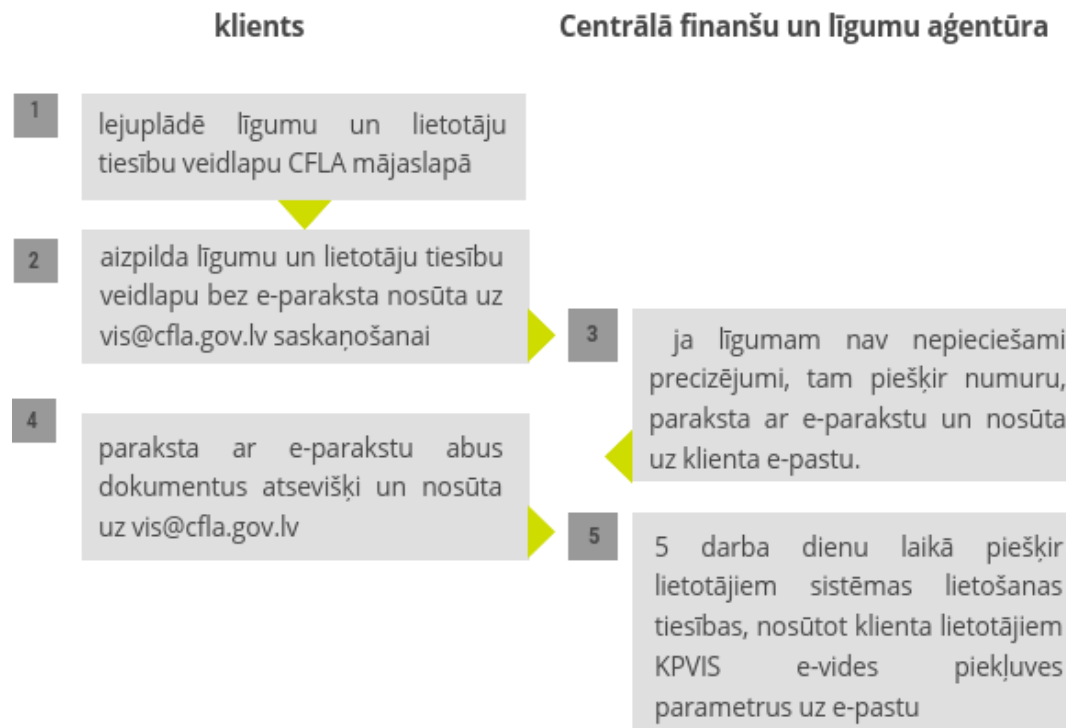 klients
Centrālā finanšu un līgumu aģentūra
1
lejuplādē līgumu un lietotāju
tiesību veidlapu CFLA mājaslapā
2
aizpilda līgumu un lietotāju tiesību
veidlapu bez e-paraksta nosūta uz
vis@cfla.gov.lv saskaņošanai
3
ja līgumam nav nepieciešami
precizējumi, tam piešķir numuru,
paraksta ar e-parakstu un nosūta
uz klienta e-pastu.
4
paraksta ar e-parakstu abus
dokumentus atsevišķi un nosūta
uz vis@cfla.gov.lv
5
5 darba dienu laikā piešķir
lietotājiem sistēmas lietošanas
tiesības, nosūtot klienta lietotājiem
KPVIS e-vides piekļuves
parametrus uz e-pastu